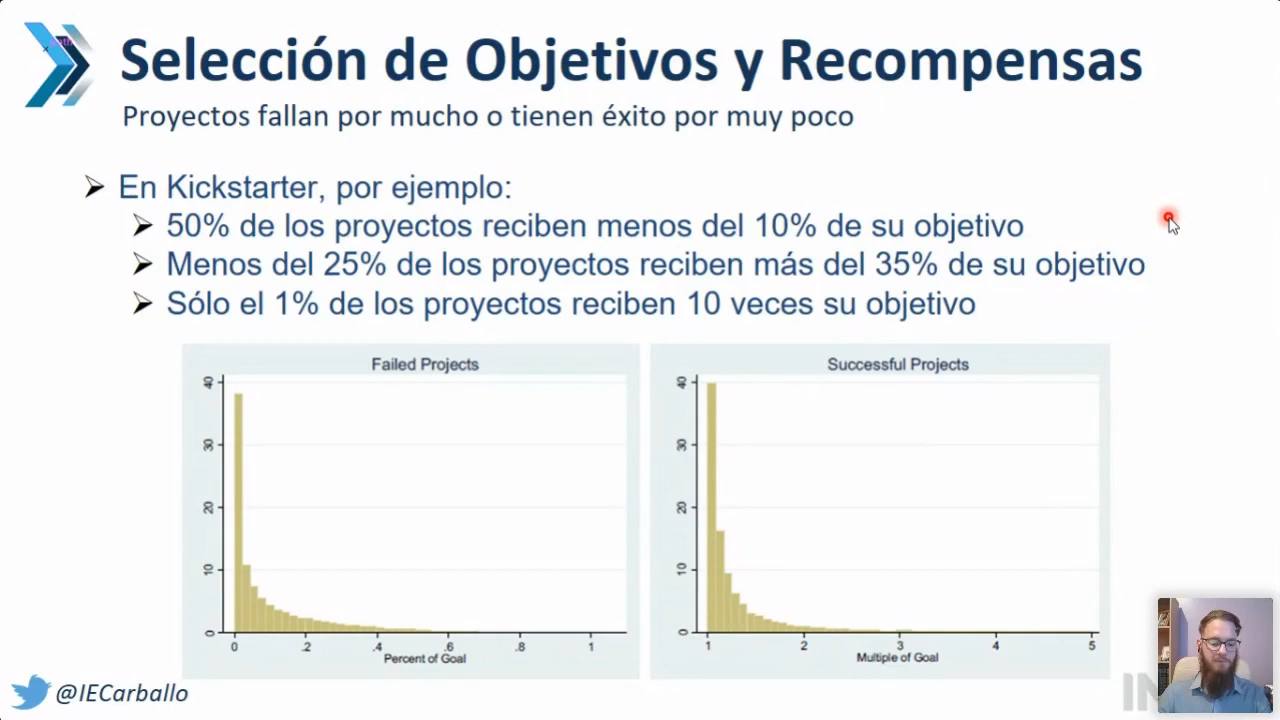 Selección de Objetivos y Recompensas
Proyectos fallan por mucho o tienen éxito por muy poco
En Kickstarter, por ejemplo:
50% de los proyectos reciben menos del 10% de su objetivo
Menos del 25% de los proyectos reciben más del 35% de su objetivo
Sólo el 1% de los proyectos reciben 10 veces su objetivo
Failed Projects
40
30
20
10
0
0 .2 .4 .6 .8 1
Percent of Goal
Successful Projects
40
30
20
10
0
1 2 3 4 5
Multiple of Goal
@IECarballo